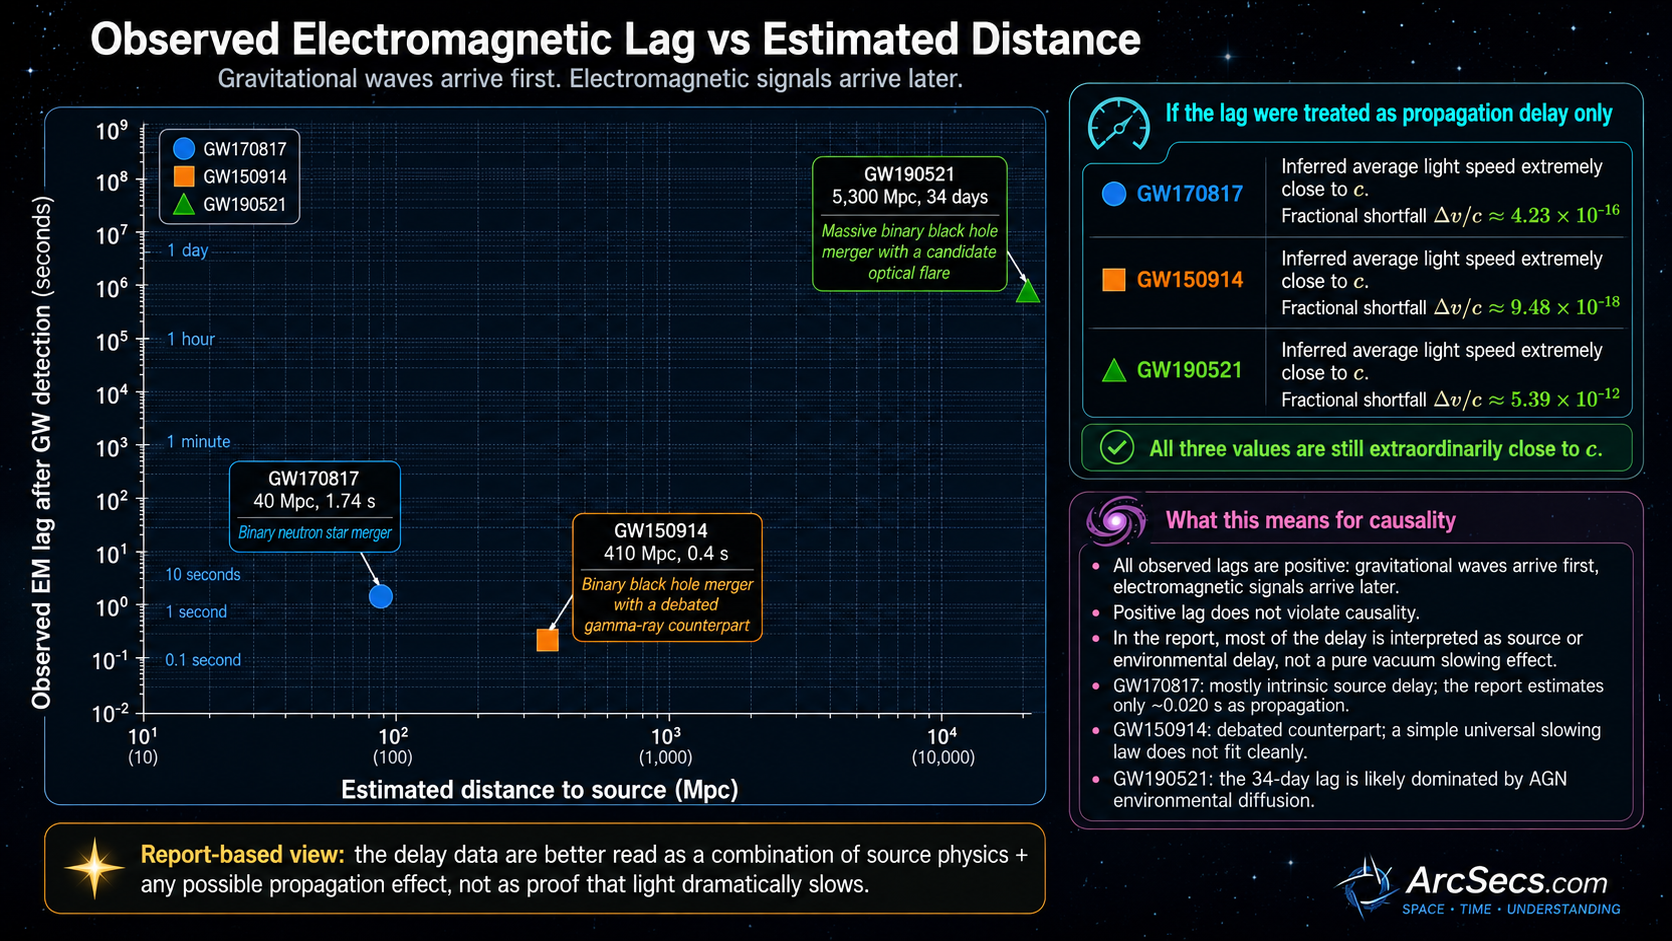 Observed Electromagnetic Lag vs Estimated Distance
Gravitational waves arrive first. Electromagnetic signals arrive later.
Observed EM lag after GW detection (seconds)
10⁹
10⁸
10⁷
10⁶
10⁵
10⁴
10³
10²
10¹
10⁰
10⁻¹
10⁻²
GW170817
GW150914
GW190521
1 day
1 hour
1 minute
10 seconds
1 second
0.1 second
GW190521
5,300 Mpc, 34 days
Massive binary black hole
merger with a candidate
optical flare
GW170817
40 Mpc, 1.74 s
Binary neutron star merger
GW150914
410 Mpc, 0.4 s
Binary black hole merger
with a debated
gamma-ray counterpart
10¹
10²
10³
10⁴
(10)
(100)
(1,000)
(10,000)
Estimated distance to source (Mpc)
Report-based view: the delay data are better read as a combination of source physics +
any possible propagation effect, not as proof that light dramatically slows.
If the lag were treated as propagation delay only
GW170817
Inferred average light speed extremely
close to c.
Fractional shortfall Δv/c ≈ 4.23 × 10⁻¹⁶
GW150914
Inferred average light speed extremely
close to c.
Fractional shortfall Δv/c ≈ 9.48 × 10⁻¹⁸
GW190521
Inferred average light speed extremely
close to c.
Fractional shortfall Δv/c ≈ 5.39 × 10⁻¹²
All three values are still extraordinarily close to c.
What this means for causality
• All observed lags are positive: gravitational waves arrive first,
electromagnetic signals arrive later.
• Positive lag does not violate causality.
• In the report, most of the delay is interpreted as source or
environmental delay, not a pure vacuum slowing effect.
• GW170817: mostly intrinsic source delay; the report estimates
only ~0.020 s as propagation.
• GW150914: debated counterpart; a simple universal slowing
law does not fit cleanly.
• GW190521: the 34-day lag is likely dominated by AGN
environmental diffusion.
ArcSecs.com
SPACE • TIME • UNDERSTANDING